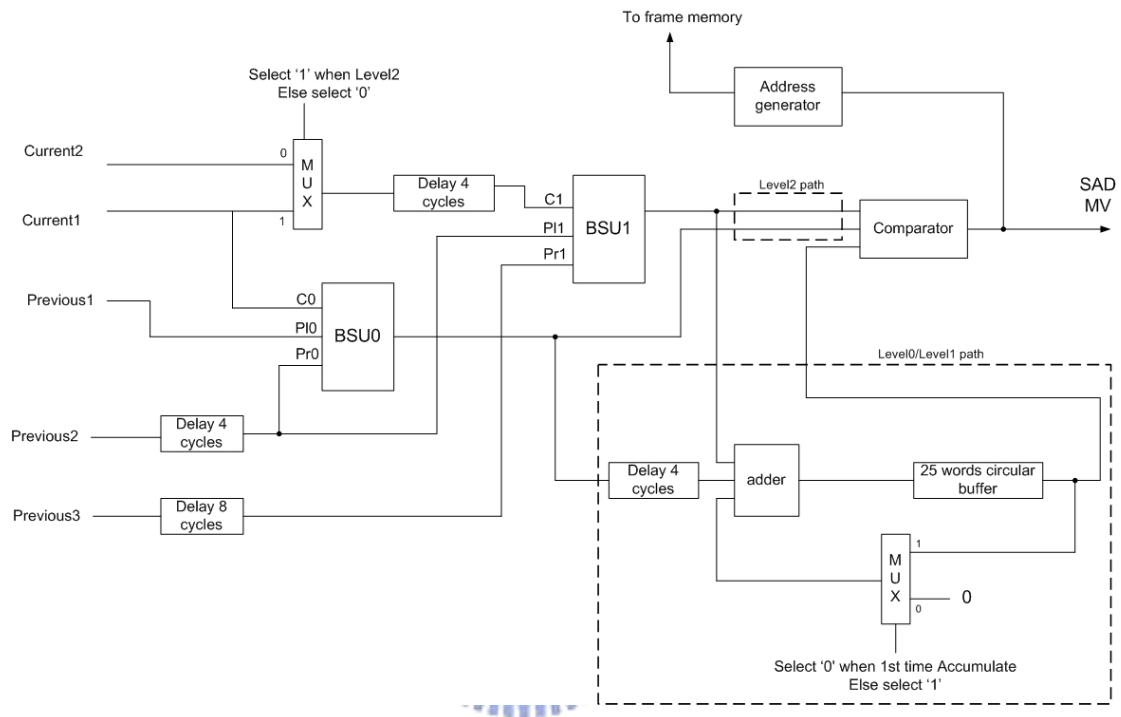 To frame memory
Address
generator
Select ‘1’ when Level2
Else select ‘0’
Current2
0
M
U
X
Current1
1
Delay 4
cycles
C1
Pl1
Pr1
BSU1
Level2 path
Comparator
SAD
MV
Previous1
C0
Pl0
Pr0
BSU0
Level0/Level1 path
Previous2
Delay 4
cycles
Previous3
Delay 8
cycles
Delay 4
cycles
adder
25 words circular
buffer
M
U
X
1
0
0
Select '0' when 1st time Accumulate
Else select ‘1’